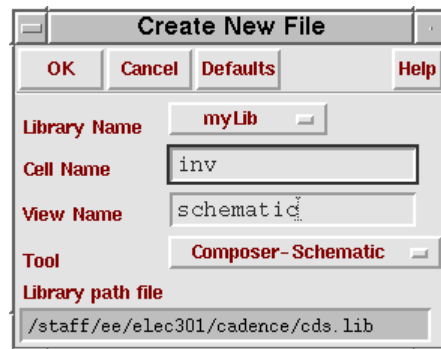 Create New File
OK Cancel Defaults Help
Library Name myLib
Cell Name inv
View Name schematic
Tool Composer-Schematic
Library path file
/staff/ee/elec301/cadence/cds.lib